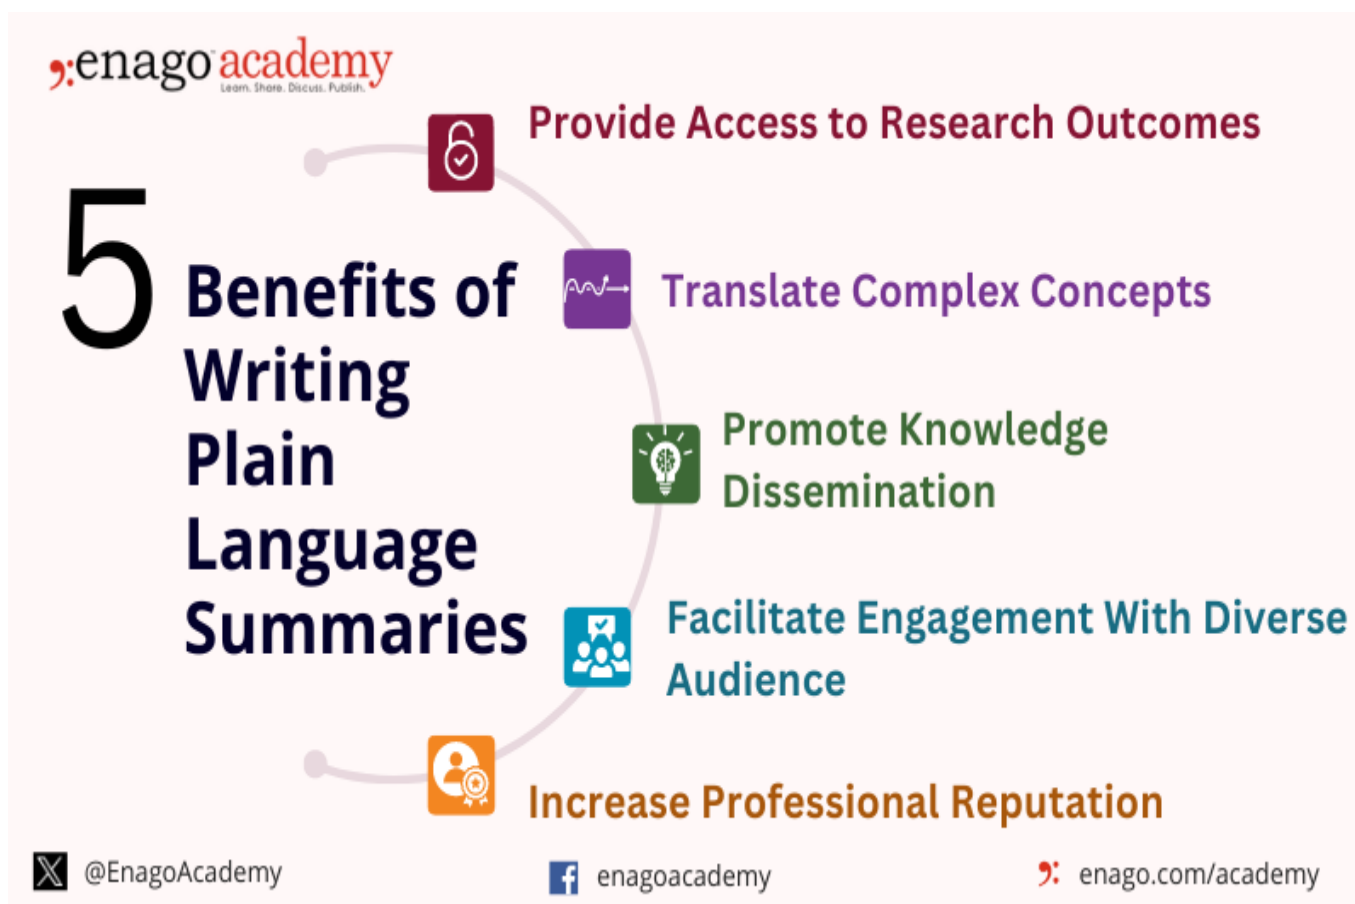 enago academy
Learn. Share. Discuss. Publish.
5
Benefits of
Writing
Plain
Language
Summaries
Provide Access to Research Outcomes
Translate Complex Concepts
Promote Knowledge
Dissemination
Facilitate Engagement With Diverse
Audience
Increase Professional Reputation
@EnagoAcademy
enagoacademy
enago.com/academy